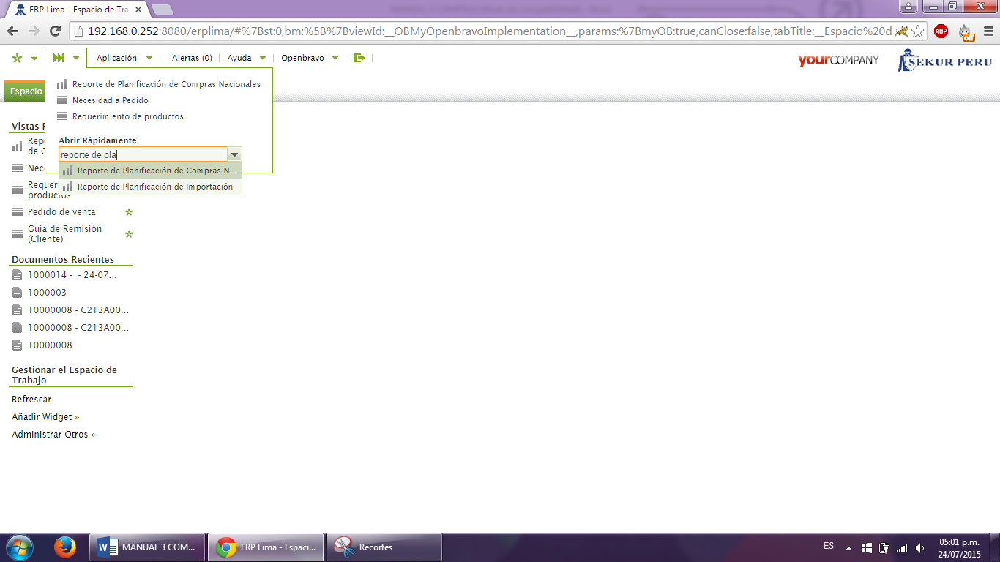 ERP Lima - Espacio de Tra
192.168.0.252:8080/erplima/#%7Bst:0,bm:%5B%7BviewId:__OBMyOpenbravoImplementation__,params:%7BmyOB:true,canClose:false,tabTitle:__Espacio%20d
ABP
off
Aplicación
Alertas (0)
Ayuda
Openbravo
yourCOMPANY
SEKUR PERU
Espacio
Reporte de Planificación de Compras Nacionales
Necesidad a Pedido
Requerimiento de productos
Abrir Rápidamente
reporte de pla
Reporte de Planificación de Compras N...
Reporte de Planificación de Importación
Vistas
Rep
de C
Nec
Requer
productos
Pedido de venta
Guía de Remisión
(Cliente)
Documentos Recientes
1000014 -  - 24-07...
1000003
10000008 - C213A00...
10000008 - C213A00...
10000008
Gestionar el Espacio de
Trabajo
Refrescar
Añadir Widget »
Administrar Otros »
MANUAL 3 COM...
ERP Lima - Espaci...
Recortes
ES
05:01 p.m.
24/07/2015